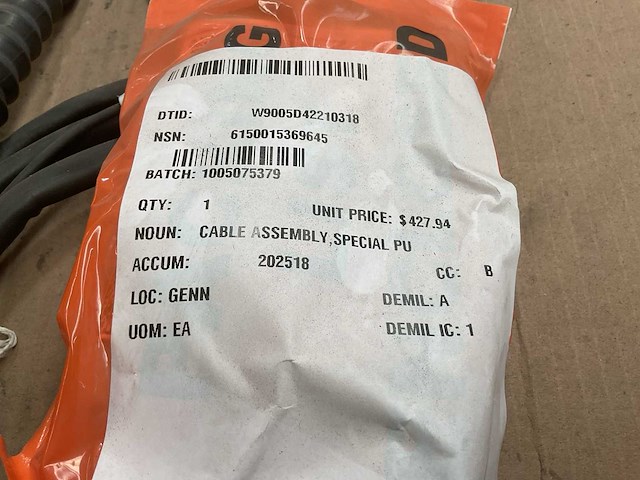 G D
DTID: W9005D42210318
NSN: 6150015369645
BATCH: 1005075379
QTY: 1 UNIT PRICE: $427.94
NOUN: CABLE ASSEMBLY,SPECIAL PU
ACCUM: 202518 CC: B
LOC: GENN DEMIL: A
UOM: EA DEMIL IC: 1